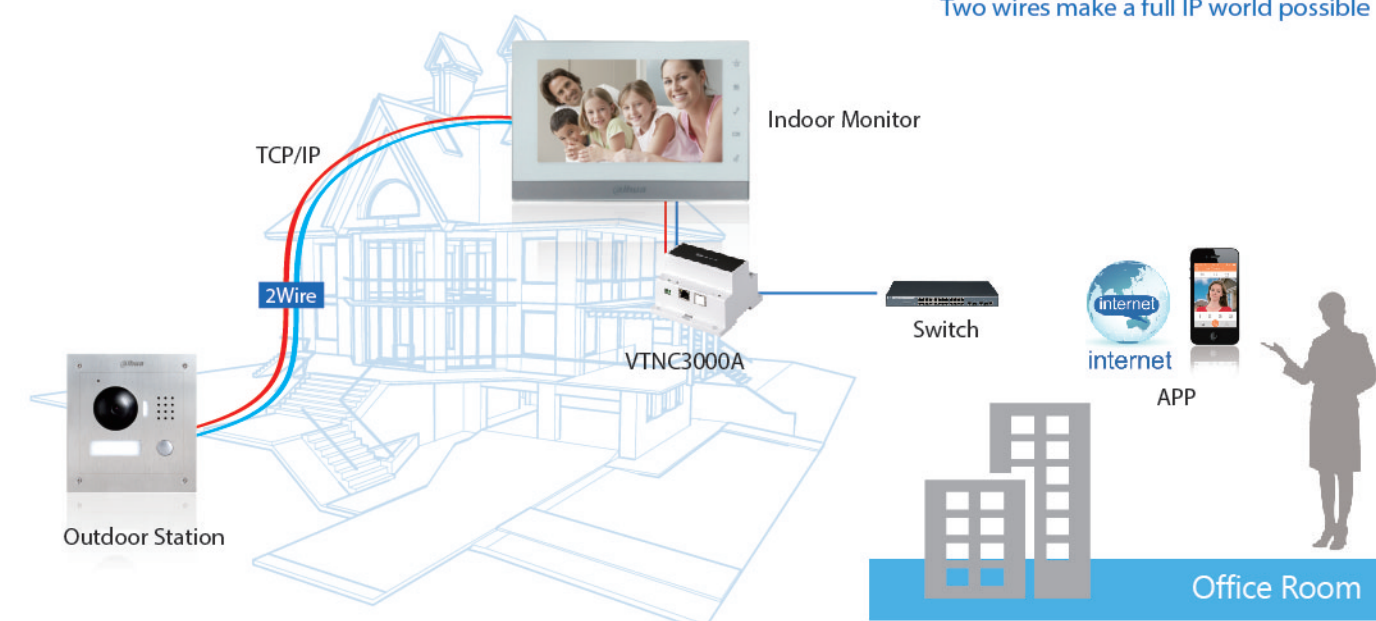 Two wires make a full IP world possible
Indoor Monitor
TCP/IP
2Wire
VTNC3000A
Switch
internet
internet
APP
Outdoor Station
Office Room